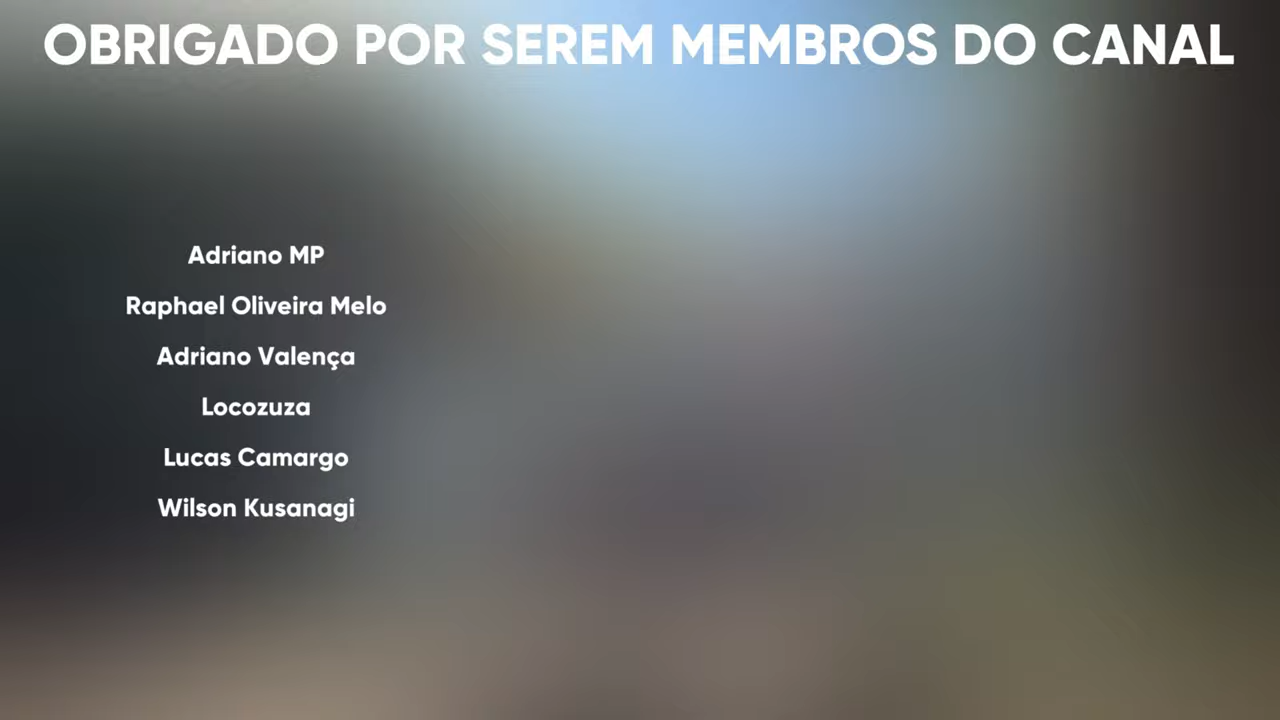 OBRIGADO POR SEREM MEMBROS DO CANAL
Adriano MP
Raphael Oliveira Melo
Adriano Valença
Locozuza
Lucas Camargo
Wilson Kusanagi